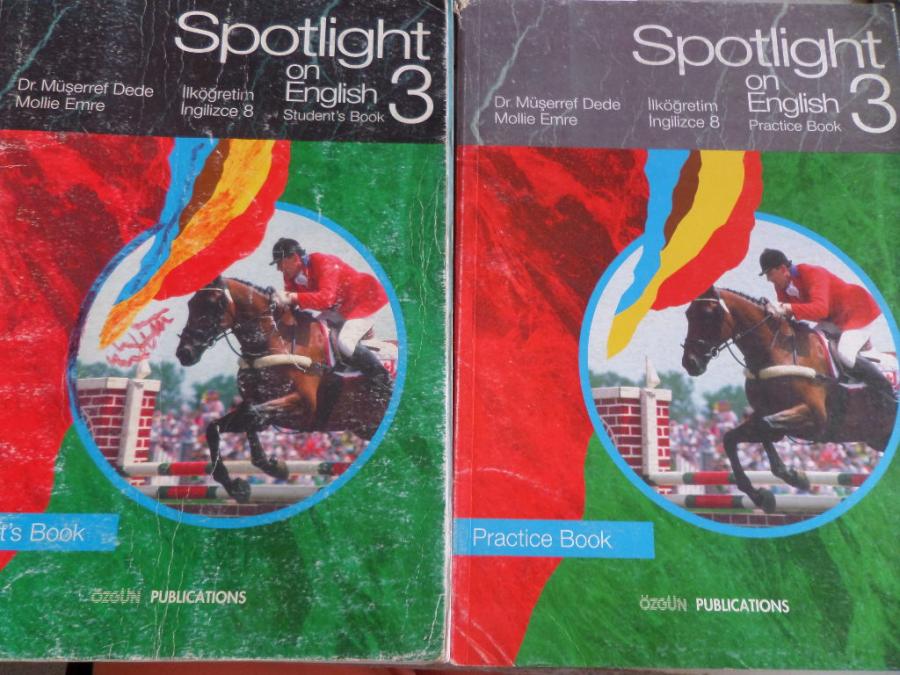 Spotlight
on
English 3
Student's Book
Dr. Müşerref Dede
Mollie Emre
İlköğretim
İngilizce 8
t's Book
ÖZGÜN PUBLICATIONS
Spotlight
on
English 3
Practice Book
Dr. Müşerref Dede
Mollie Emre
İlköğretim
İngilizce 8
Practice Book
ÖZGÜN PUBLICATIONS